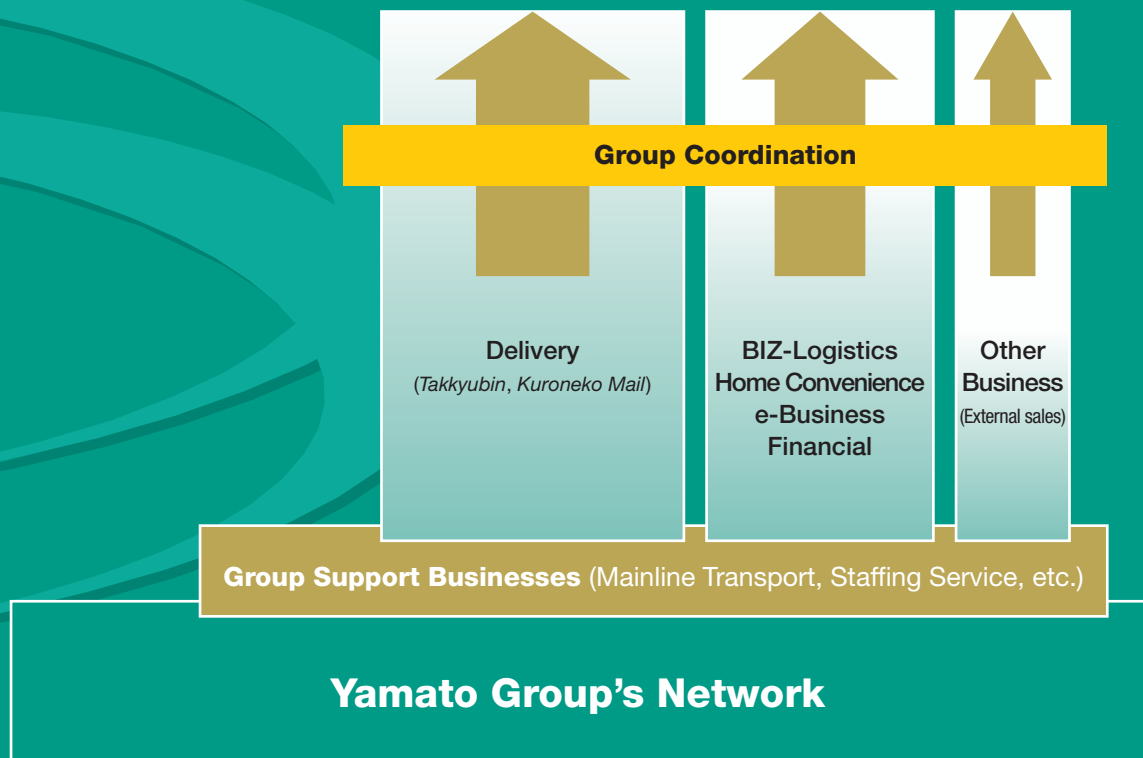 Group Coordination
Delivery
(Takkyubin, Kuroneko Mail)
BIZ-Logistics
Home Convenience
e-Business
Financial
Other
Business
(External sales)
Group Support Businesses (Mainline Transport, Staffing Service, etc.)
Yamato Group’s Network